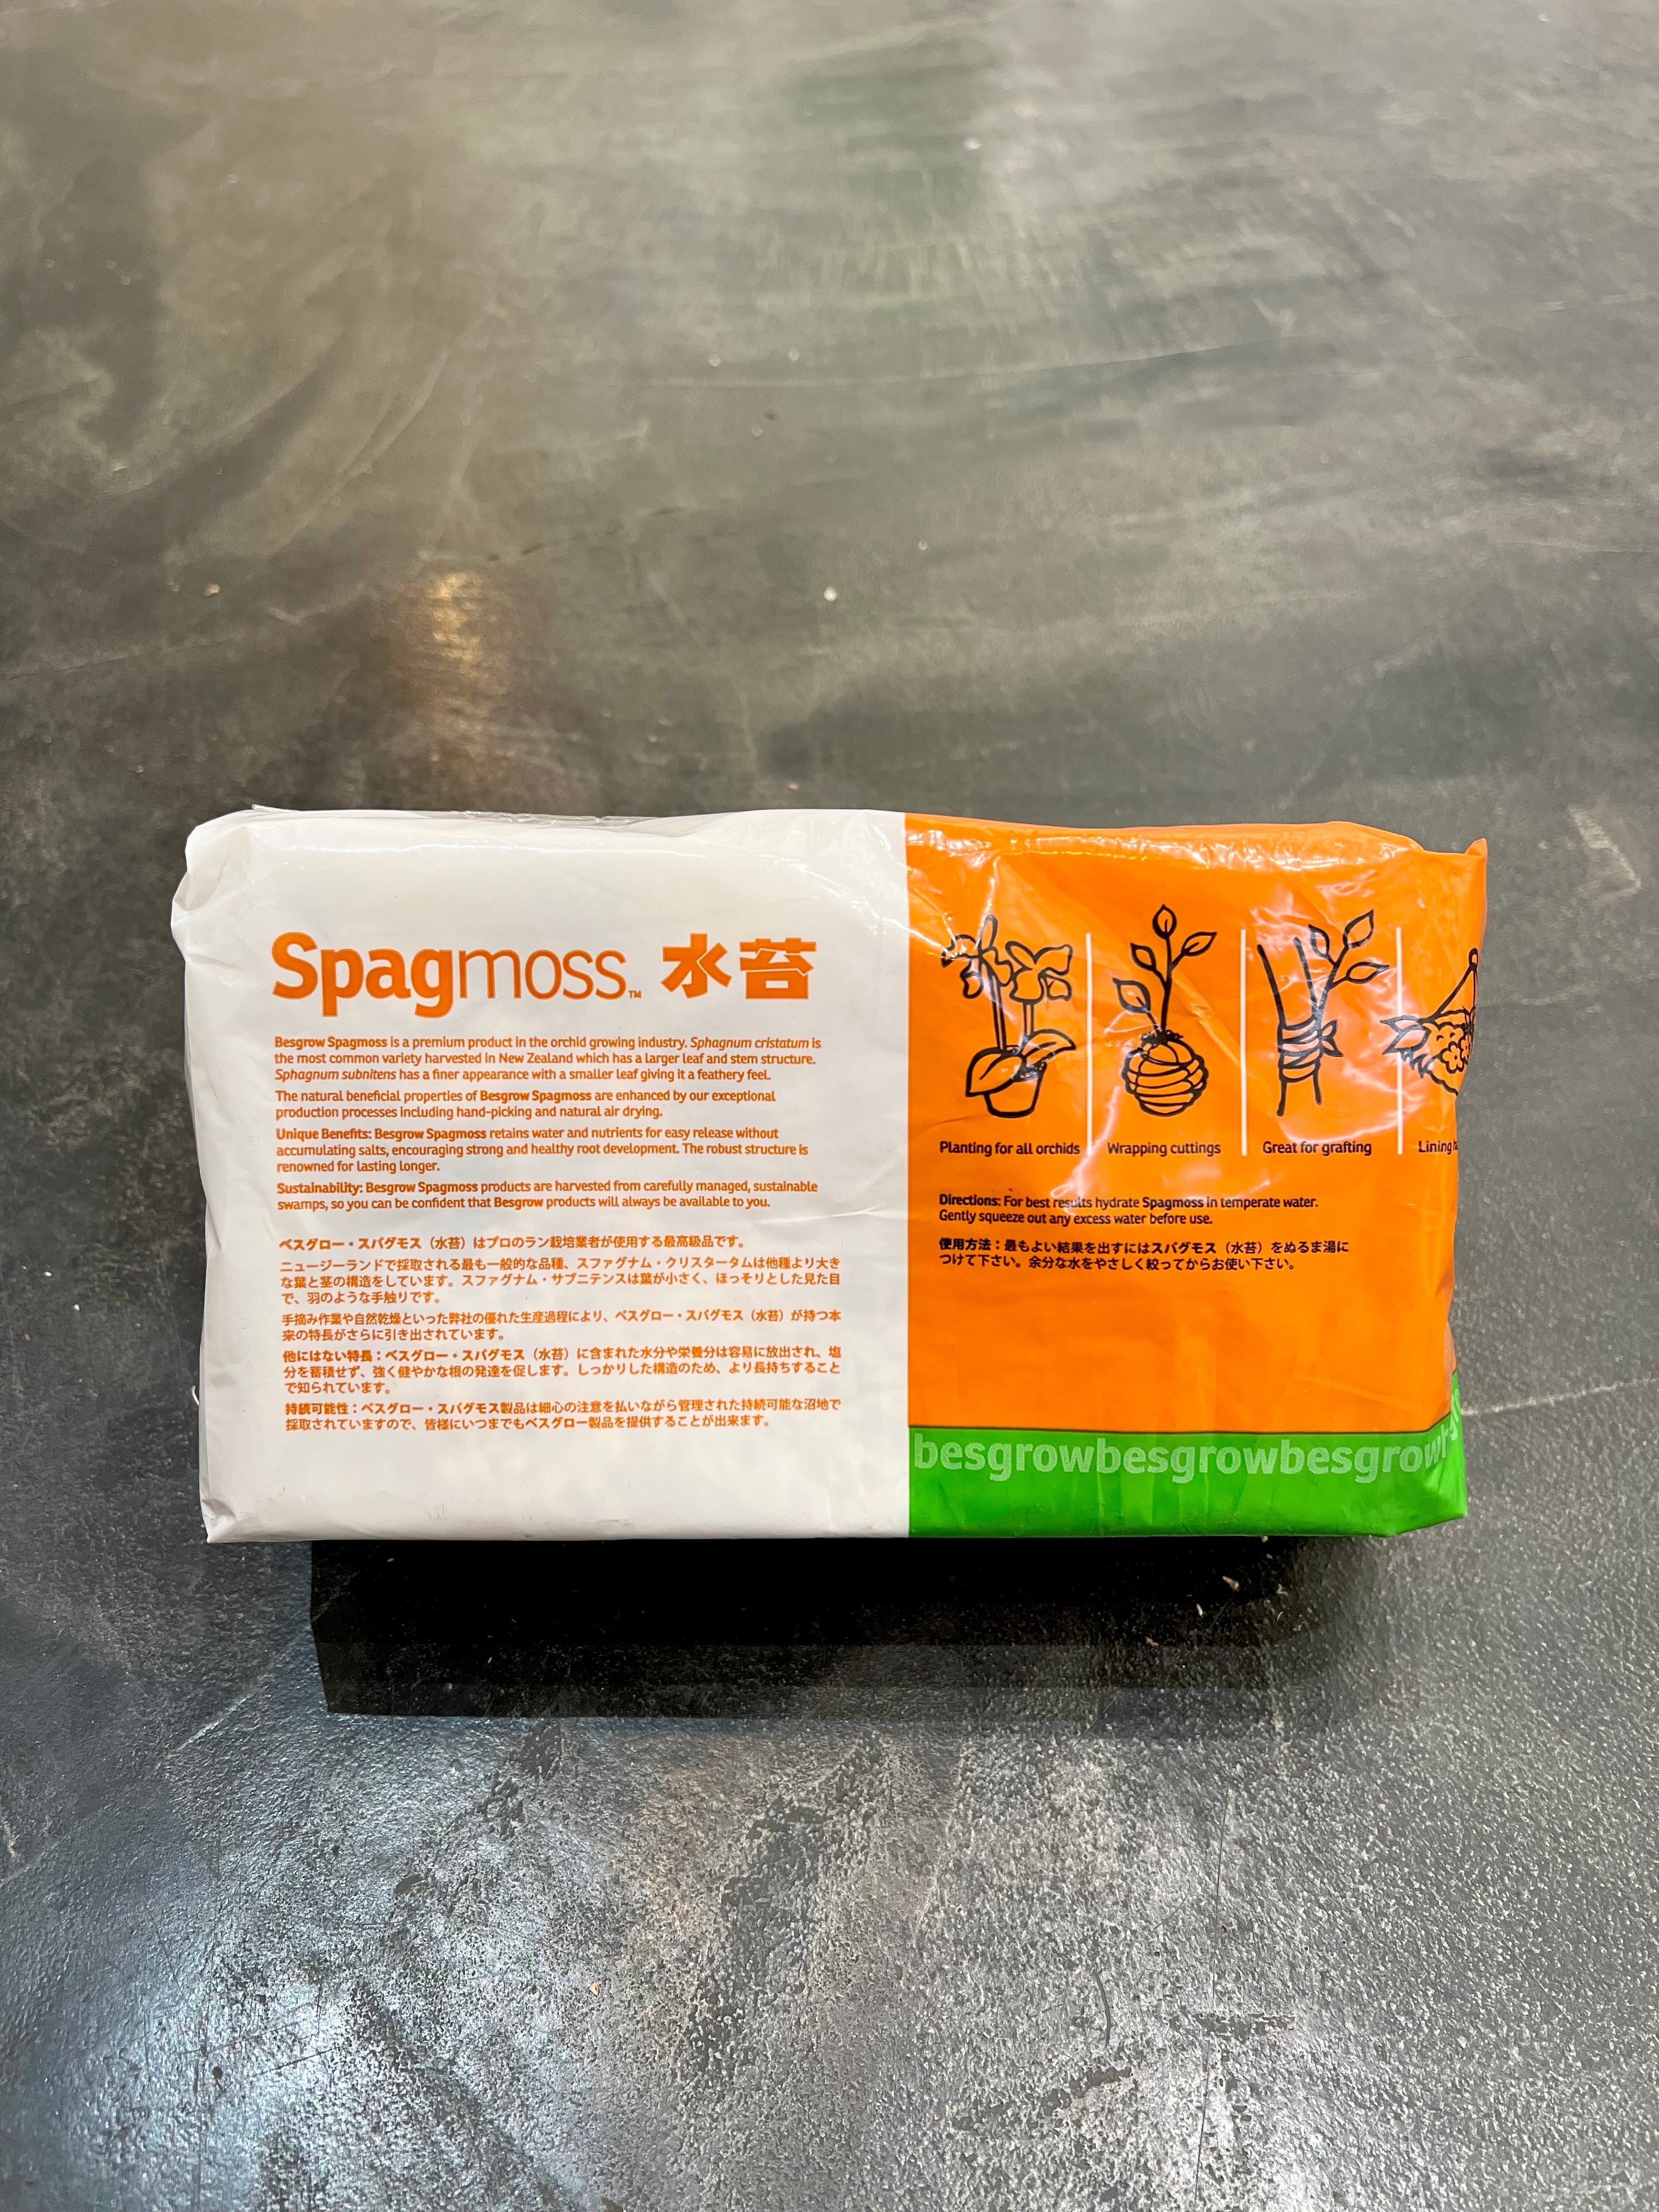 Spagmoss™ 水苔
Besgrow Spagmoss is a premium product in the orchid growing industry. Sphagnum cristatum is
the most common variety harvested in New Zealand which has a larger leaf and stem structure.
Sphagnum subnitens has a finer appearance with a smaller leaf giving it a feathery feel.
The natural beneficial properties of Besgrow Spagmoss are enhanced by our exceptional
production processes including hand-picking and natural air drying.
Unique Benefits: Besgrow Spagmoss retains water and nutrients for easy release without
accumulating salts, encouraging strong and healthy root development. The robust structure is
renowned for lasting longer.
Sustainability: Besgrow Spagmoss products are harvested from carefully managed, sustainable
swamps, so you can be confident that Besgrow products will always be available to you.
ベスグロー・スパグモス（水苔）はプロのラン栽培業者が使用する最高級品です。
ニュージーランドで採取される最も一般的な品種、スファグナム・クリスタータムは他種より大き
な葉と茎の構造をしています。スファグナム・サブニテンスは葉が小さく、ほっそりとした見た目
で、羽のような手触りです。
手摘み作業や自然乾燥といった弊社の優れた生産過程により、ベスグロー・スパグモス（水苔）が持つ本
来の特長がさらに引き出されています。
他にはない特長：ベスグロー・スパグモス（水苔）に含まれた水分や栄養分は容易に放出され、塩
分を蓄積せず、強く健やかな根の発達を促します。しっかりした構造のため、より長持ちすること
で知られています。
持続可能性：ベスグロー・スパグモス製品は細心の注意を払いながら管理された持続可能な沼地で
採取されていますので、皆様にいつまでもベスグロー製品を提供することが出来ます。
Planting for all orchids
Wrapping cuttings
Great for grafting
Lining
Directions: For best results hydrate Spagmoss in temperate water.
Gently squeeze out any excess water before use.
使用方法：最もよい結果を出すにはスパグモス（水苔）をぬるま湯に
つけて下さい。余分な水をやさしく絞ってからお使い下さい。
besgrowbesgrowbesgrow